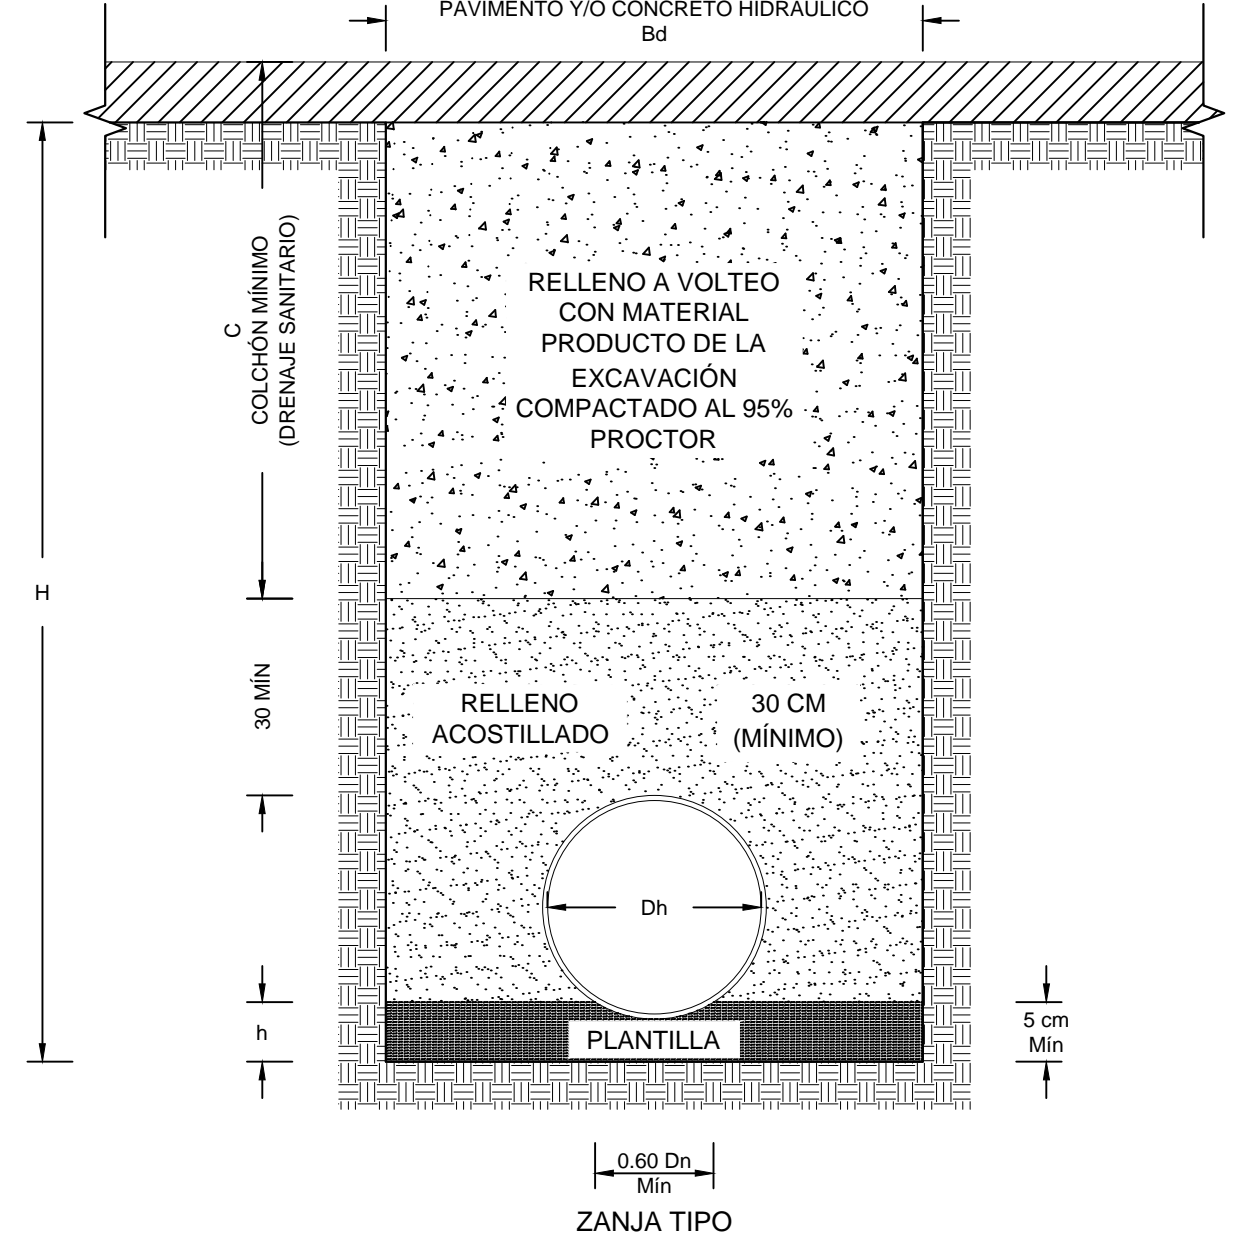 PAVIMENTO Y/O CONCRETO HIDRAULICO
Bd
RELLENO A VOLTEO
CON MATERIAL
PRODUCTO DE LA
EXCAVACIÓN
COMPACTADO AL 95%
PROCTOR
C
COLCHÓN MÍNIMO
(DRENAJE SANITARIO)
H
30 MÍN
RELLENO
ACOSTILLADO
30 CM
(MÍNIMO)
Dh
h
PLANTILLA
5 cm
Mín
0.60 Dn
Mín
ZANJA TIPO